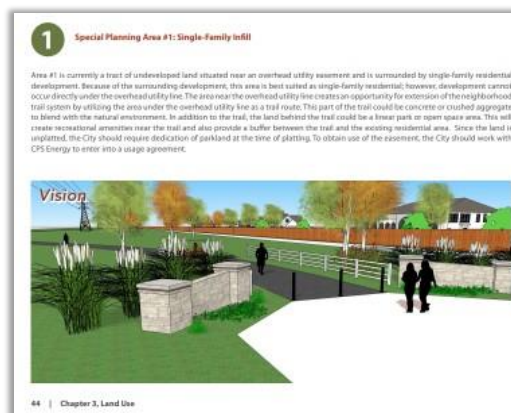 1
Special Planning Area #1: Single-Family Infill
Area #1 is currently a tract of undeveloped land situated near an overhead utility easement and is surrounded by single-family residential
development. Because of the surrounding development, this area is best suited as single-family residential; however, development cannot
occur directly under the overhead utility line. The area near the overhead utility line creates an opportunity for extension of the neighborhood
trail system by utilizing the area under the overhead utility line as a trail route. This part of the trail could be concrete or crushed aggregate
to blend with the natural environment. In addition to the trail, the land behind the trail could be a linear park or open space area. This will
create recreational amenities near the trail and also provide a buffer between the trail and the existing residential area. Since the land is
unplatted, the City should require dedication of parkland at the time of platting. To obtain use of the easement, the City should work with
CPS Energy to enter into a usage agreement.
Vision
44 | Chapter 3, Land Use